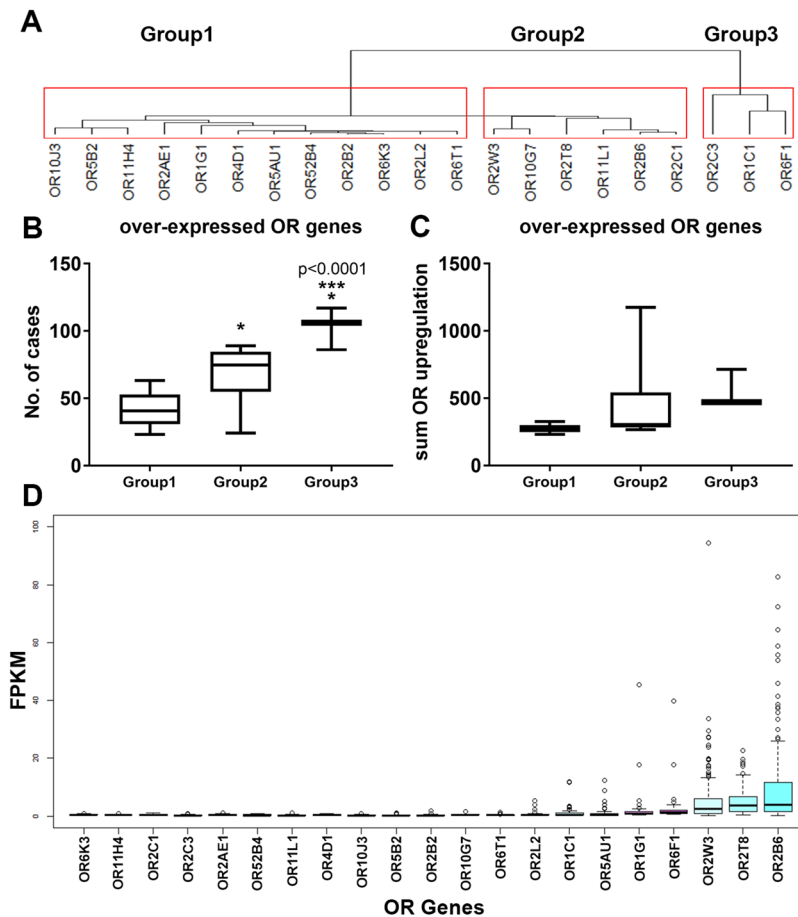 A
Group1 Group2 Group3
OR10J3 OR5B2 OR11H4 OR2AE1 OR1G1 OR4D1 OR5AU1 OR52B4 OR2B2 OR6K3 OR2L2 OR6T1 OR2W3 OR10G7 OR2T8 OR11L1 OR2B6 OR2C1 OR2C3 OR1C1 OR6F1
B
over-expressed OR genes
No. of cases
150
100
50
0
*
p<0.0001
***
*
Group1 Group2 Group3
C
over-expressed OR genes
sum OR upregulation
1500
1000
500
0
Group1 Group2 Group3
D
FPKM
100
80
60
40
20
0
OR6K3 OR11H4 OR2C1 OR2C3 OR2AE1 OR52B4 OR11L1 OR4D1 OR10J3 OR5B2 OR2B2 OR10G7 OR6T1 OR2L2 OR1C1 OR5AU1 OR1G1 OR6F1 OR2W3 OR2T8 OR2B6
OR Genes